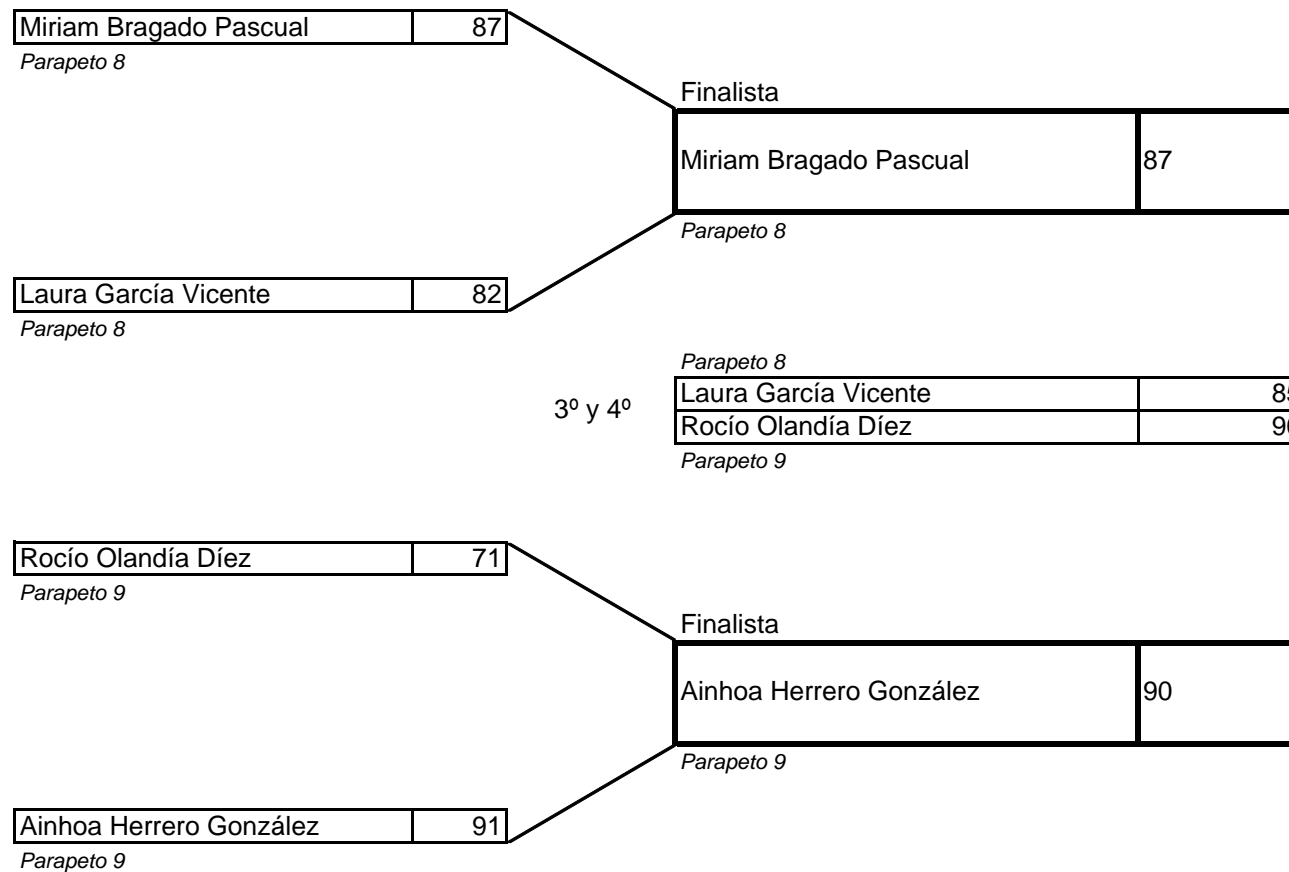 Miriam Bragado Pascual 87
Parapeto 8
Finalista
Miriam Bragado Pascual 87
Parapeto 8
Laura García Vicente 82
Parapeto 8
Parapeto 8
3º y 4º
Laura García Vicente
Rocío Olandía Díez
Parapeto 9
Rocío Olandía Díez 71
Parapeto 9
Finalista
Ainhoa Herrero González 90
Parapeto 9
Ainhoa Herrero González 91
Parapeto 9